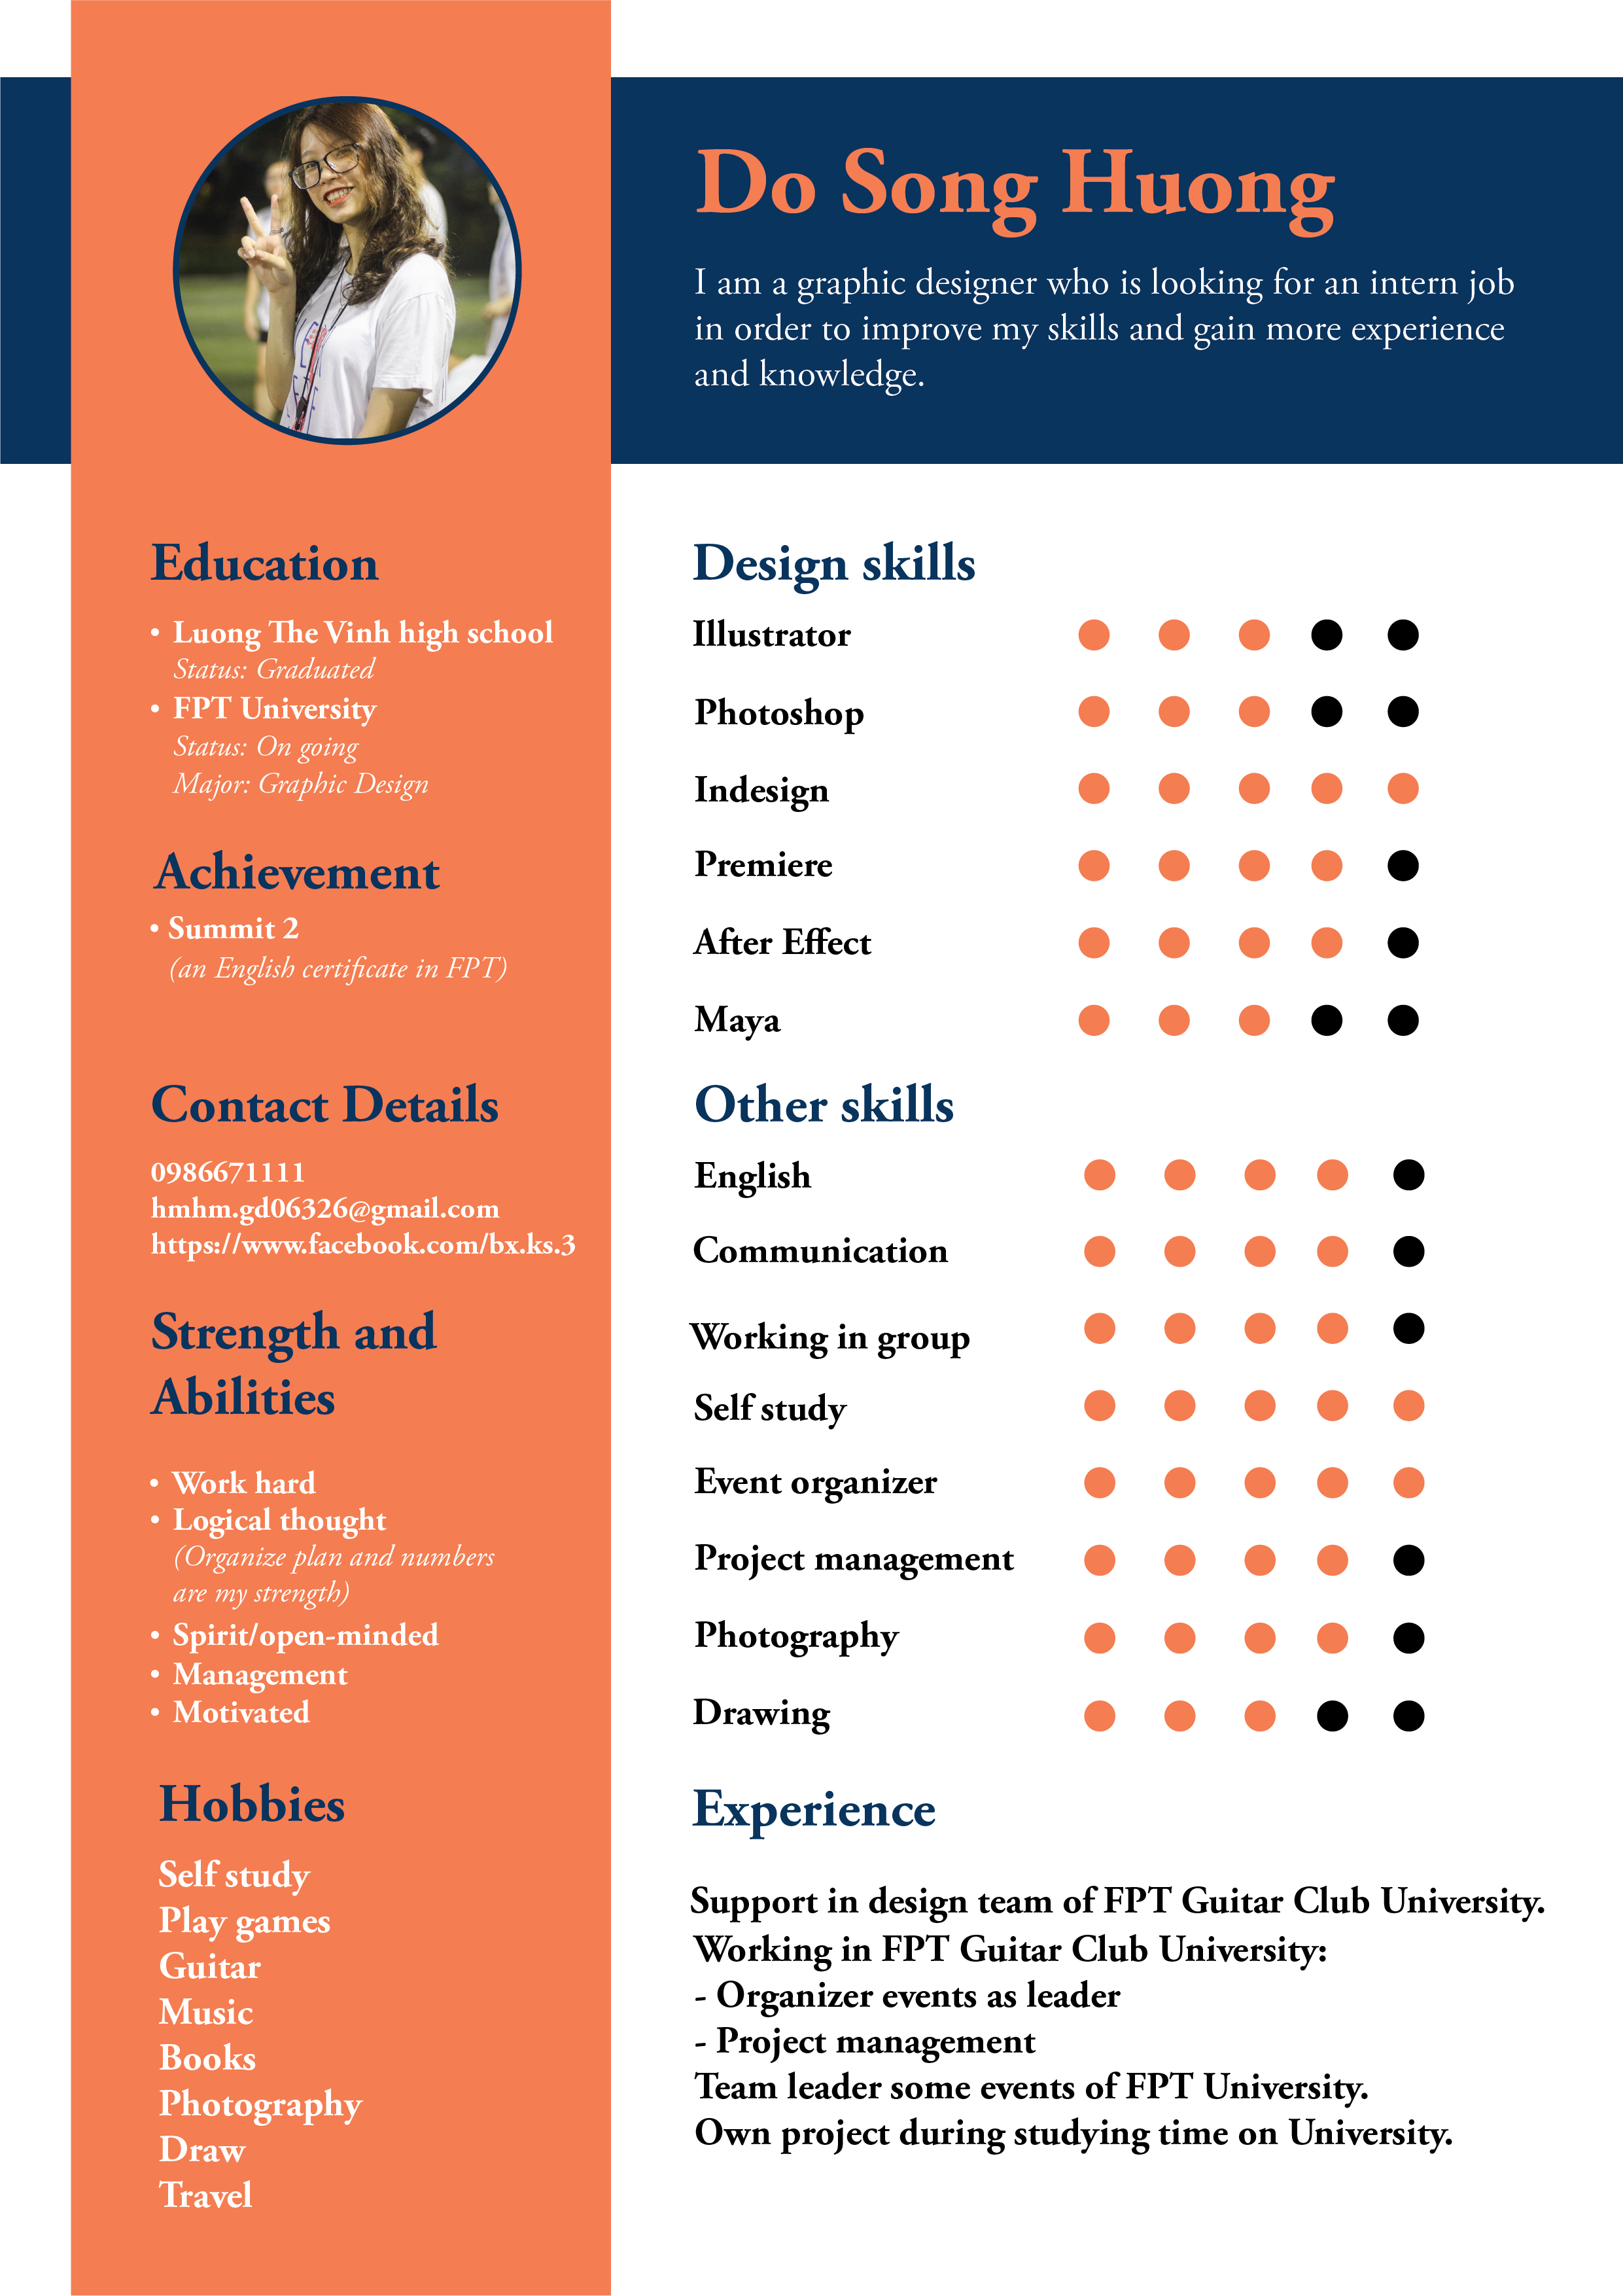 Do Song Huong
I am a graphic designer who is looking for an intern job
in order to improve my skills and gain more experience
and knowledge.
Education
• Luong The Vinh high school
Status: Graduated
• FPT University
Status: On going
Major: Graphic Design
Achievement
• Summit 2
(an English certificate in FPT)
Contact Details
0986671111
hmhm.gd06326@gmail.com
https://www.facebook.com/bx.ks.3
Strength and
Abilities
• Work hard
• Logical thought
(Organize plan and numbers
are my strength)
• Spirit/open-minded
• Management
• Motivated
Hobbies
Self study
Play games
Guitar
Music
Books
Photography
Draw
Travel
Design skills
Illustrator
Photoshop
Indesign
Premiere
After Effect
Maya
Other skills
English
Communication
Working in group
Self study
Event organizer
Project management
Photography
Drawing
Experience
Support in design team of FPT Guitar Club University.
Working in FPT Guitar Club University:
- Organizer events as leader
- Project management
Team leader some events of FPT University.
Own project during studying time on University.